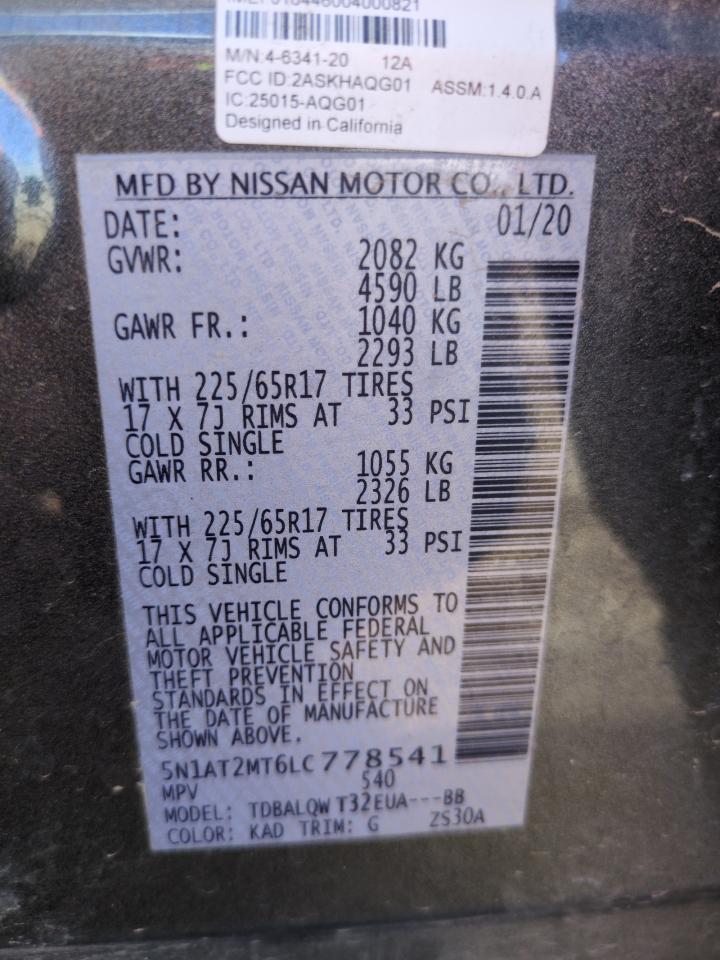 M/N:4-6341-20 12A
FCC ID:2ASKHAQG01 ASSM:1.4.0.A
IC:25015-AQG01
Designed in California
MFD BY NISSAN MOTOR CO., LTD.
DATE: 01/20
GVWR: 2082 KG
4590 LB
GAWR FR.: 1040 KG
2293 LB
WITH 225/65R17 TIRES
17 X 7J RIMS AT 33 PSI
COLD SINGLE
GAWR RR.: 1055 KG
2326 LB
WITH 225/65R17 TIRES
17 X 7J RIMS AT 33 PSI
COLD SINGLE
THIS VEHICLE CONFORMS TO
ALL APPLICABLE FEDERAL
MOTOR VEHICLE SAFETY AND
THEFT PREVENTION
STANDARDS IN EFFECT ON
THE DATE OF MANUFACTURE
SHOWN ABOVE.
5N1AT2MT6LC778541
MPV 540
MODEL: TDBALQW T32EUA---BB
COLOR: KAD TRIM: G ZS30A